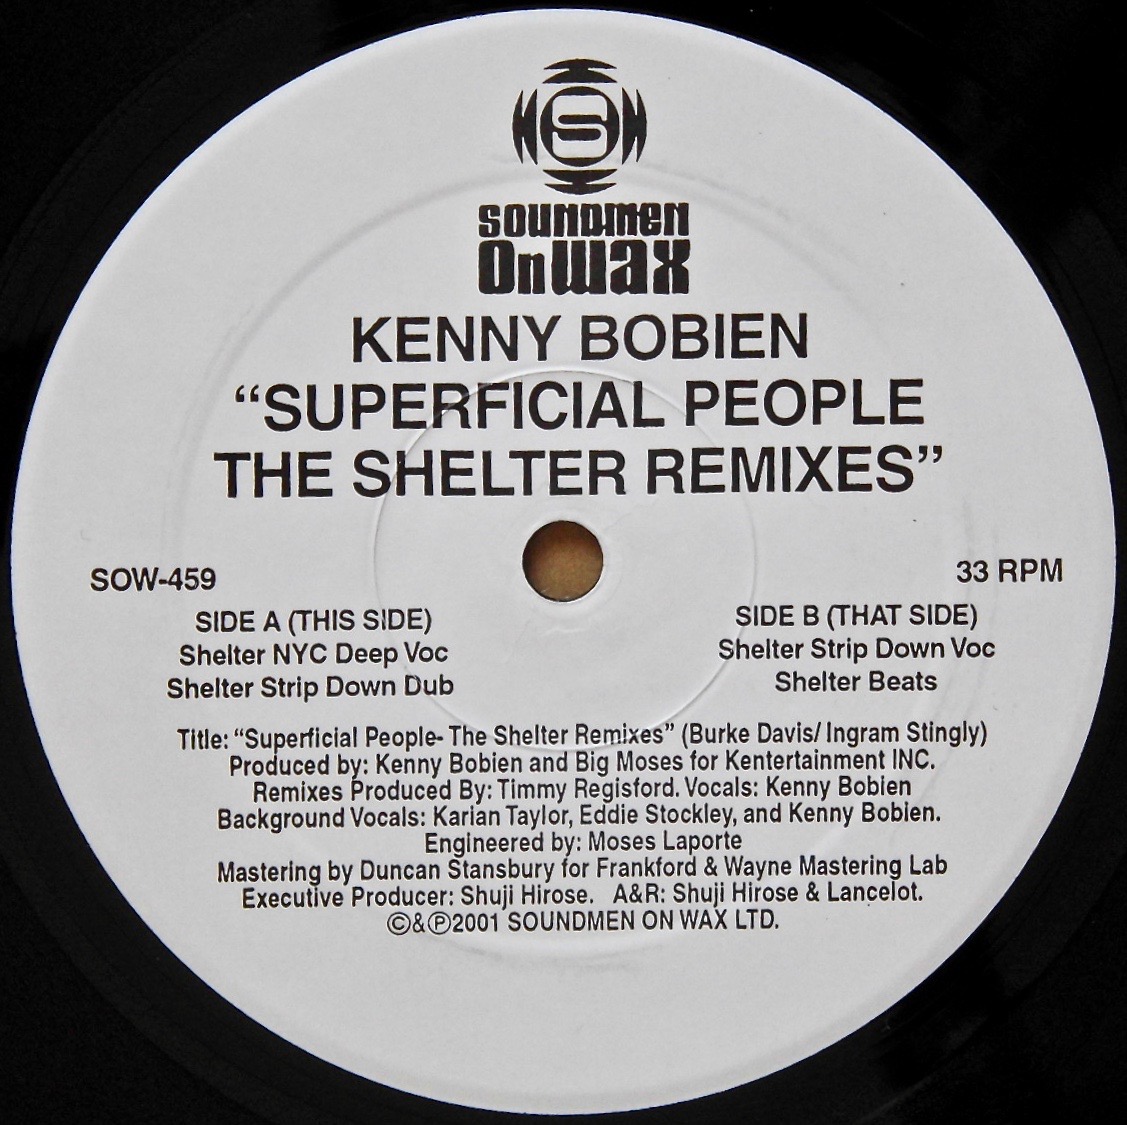 S
SOUNDMEN
On WAX
KENNY BOBIEN
“SUPERFICIAL PEOPLE
THE SHELTER REMIXES”
SOW-459
33 RPM
SIDE A (THIS SIDE)
Shelter NYC Deep Voc
Shelter Strip Down Dub
SIDE B (THAT SIDE)
Shelter Strip Down Voc
Shelter Beats
Title: “Superficial People- The Shelter Remixes” (Burke Davis/ Ingram Stingly)
Produced by: Kenny Bobien and Big Moses for Kentertainment INC.
Remixes Produced By: Timmy Regisford. Vocals: Kenny Bobien
Background Vocals: Karian Taylor, Eddie Stockley, and Kenny Bobien.
Engineered by: Moses Laporte
Mastering by Duncan Stansbury for Frankford & Wayne Mastering Lab
Executive Producer: Shuji Hirose. A&R: Shuji Hirose & Lancelot.
©&℗2001 SOUNDMEN ON WAX LTD.